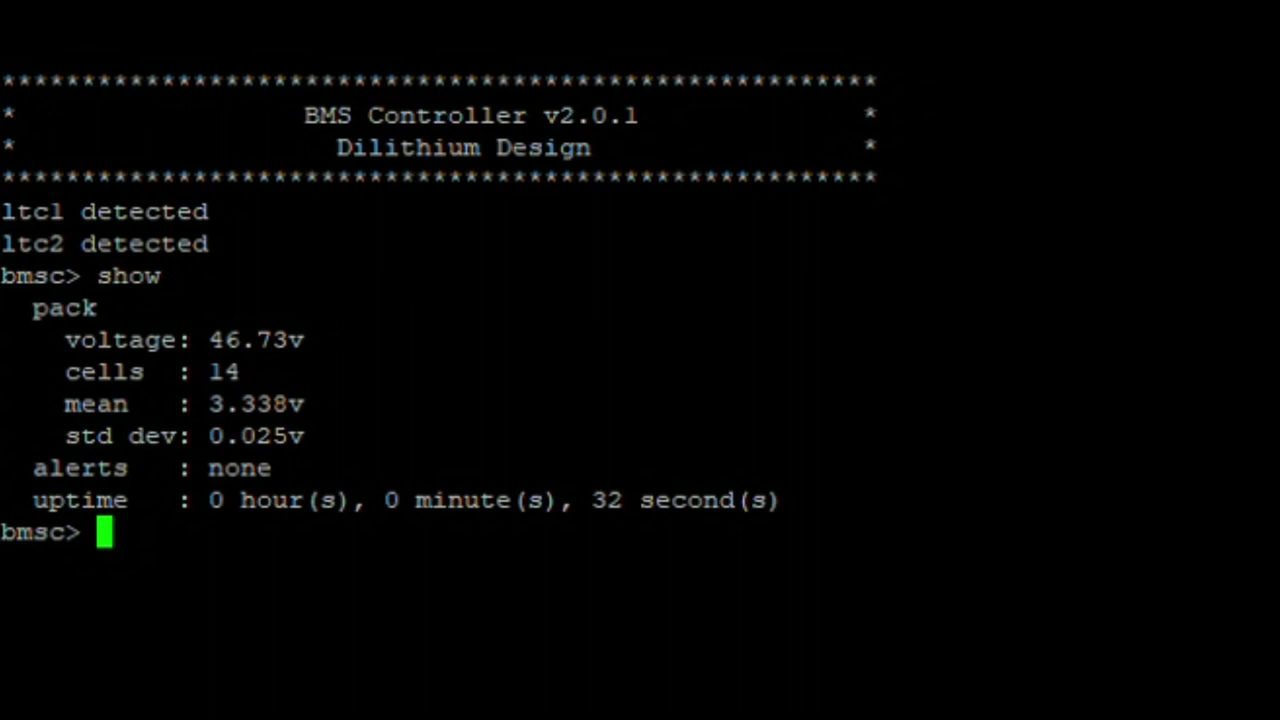 *******************************************************
* BMS Controller v2.0.1 *
* Dilithium Design *
*******************************************************
ltc1 detected
ltc2 detected
bmsc> show
pack
voltage: 46.73v
cells : 14
mean : 3.338v
std dev: 0.025v
alerts : none
uptime : 0 hour(s), 0 minute(s), 32 second(s)
bmsc>